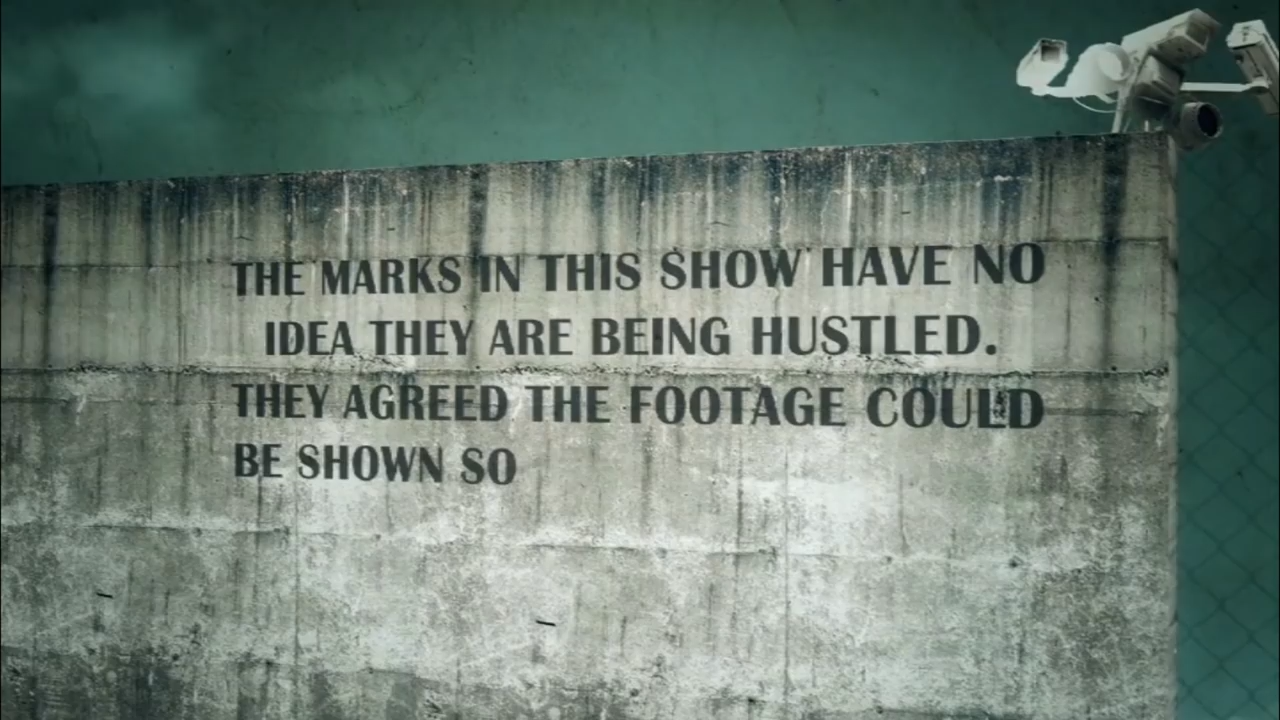 THE MARKS IN THIS SHOW HAVE NO
IDEA THEY ARE BEING HUSTLED.
THEY AGREED THE FOOTAGE COULD
BE SHOWN SO